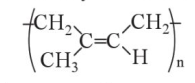 CH₂ CH₂
C=C
CH₃ H
n